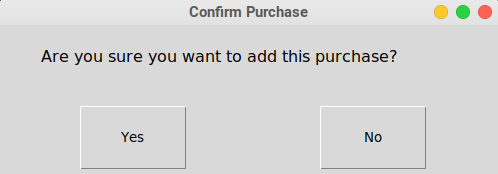 Confirm Purchase
Are you sure you want to add this purchase?
Yes
No